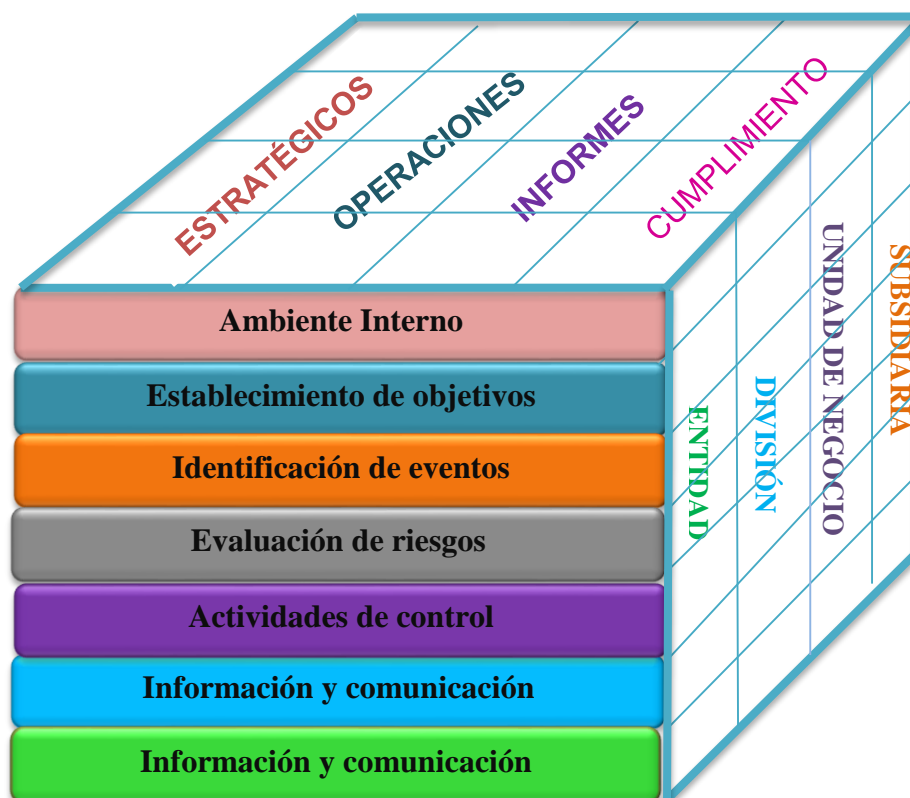 ESTRATÉGICOS
OPERACIONES
INFORMES
CUMPLIMIENTO
Ambiente Interno
Establecimiento de objetivos
Identificación de eventos
Evaluación de riesgos
Actividades de control
Información y comunicación
Información y comunicación
ENTIDAD
DIVISIÓN
UNIDAD DE NEGOCIO
SUBSIDIARIA